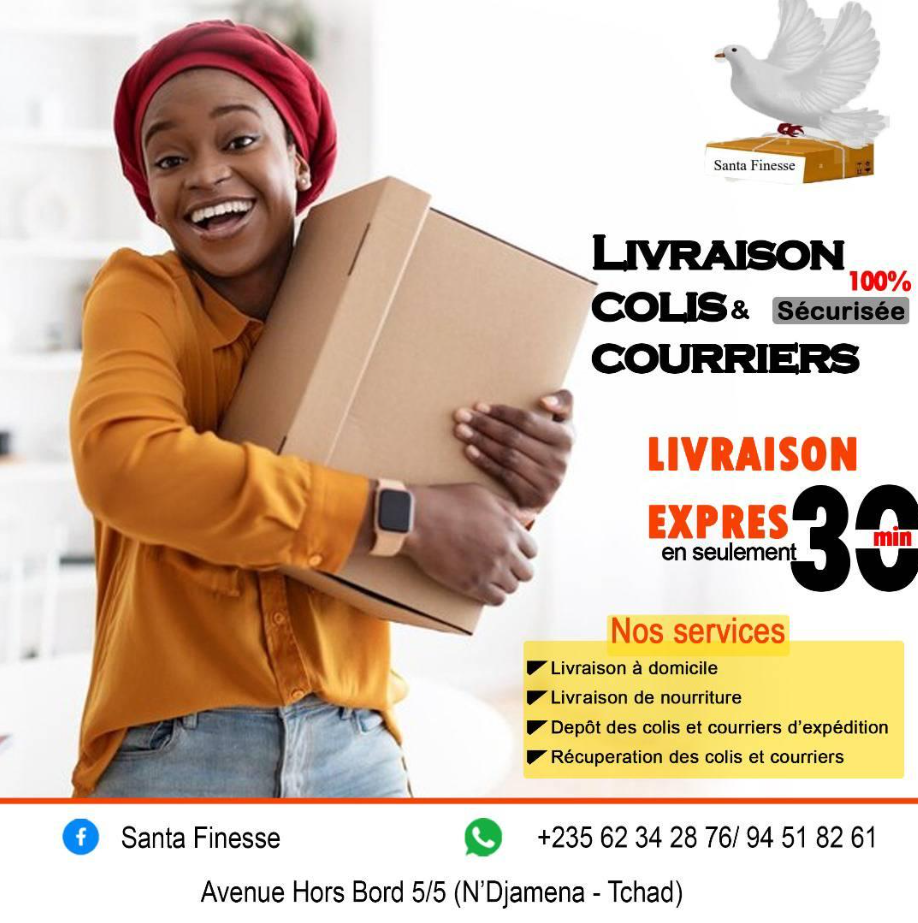 Santa Finesse
LIVRAISON
100%
COLIS & Sécurisée
COURRIERS
LIVRAISON
EXPRES 30 min
en seulement
Nos services
Livraison à domicile
Livraison de nourriture
Depôt des colis et courriers d'expédition
Récuperation des colis et courriers
f Santa Finesse +235 62 34 28 76/ 94 51 82 61
Avenue Hors Bord 5/5 (N'Djamena - Tchad)